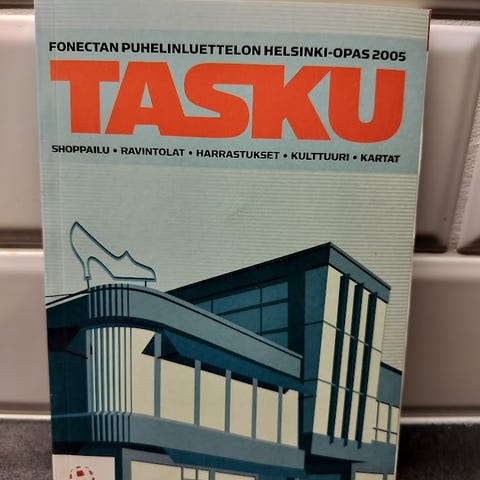 FONECTAN PUHELINLUETTELON HELSINKI-OPAS 2005
TASKU
SHOPPAILU • RAVINTOLAT • HARRASTUKSET • KULTTUURI • KARTAT